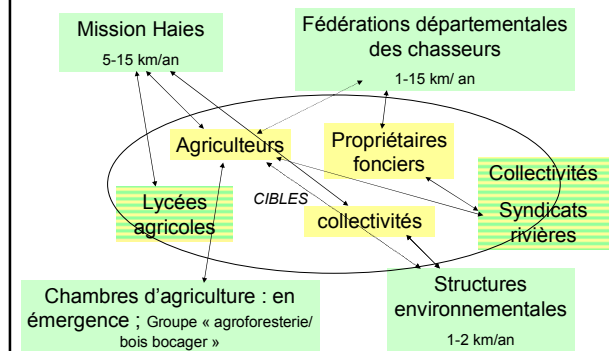 Mission Haies
5-15 km/an
Fédérations départementales
des chasseurs
1-15 km/ an
Agriculteurs
Propriétaires
fonciers
Collectivités
Syndicats
rivières
Lycées
agricoles
CIBLES
collectivités
Chambres d’agriculture : en
émergence ; Groupe « agroforesterie/
bois bocager »
Structures
environnementales
1-2 km/an